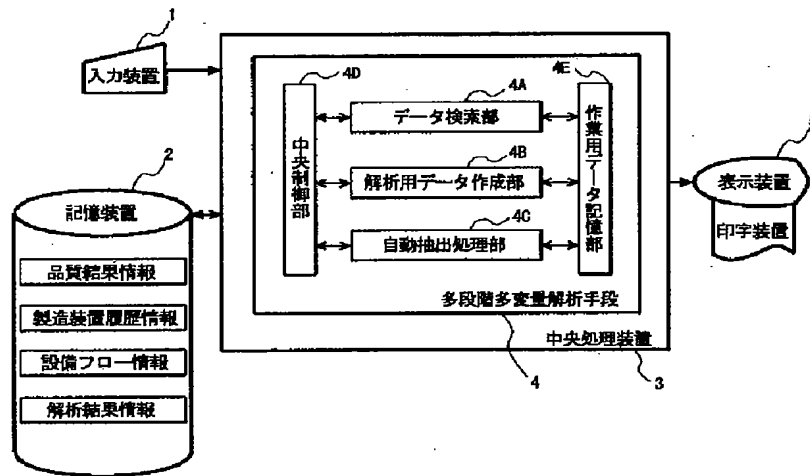 1
入力装置
2
記憶装置
品質結果情報
製造装置履歴情報
設備フロー情報
解析結果情報
4D
中央制御部
4A
データ検索部
4B
解析用データ作成部
4C
自動抽出処理部
4E
作業用データ記憶部
多段階多変量解析手段
4
中央処理装置
3
表示装置
印字装置